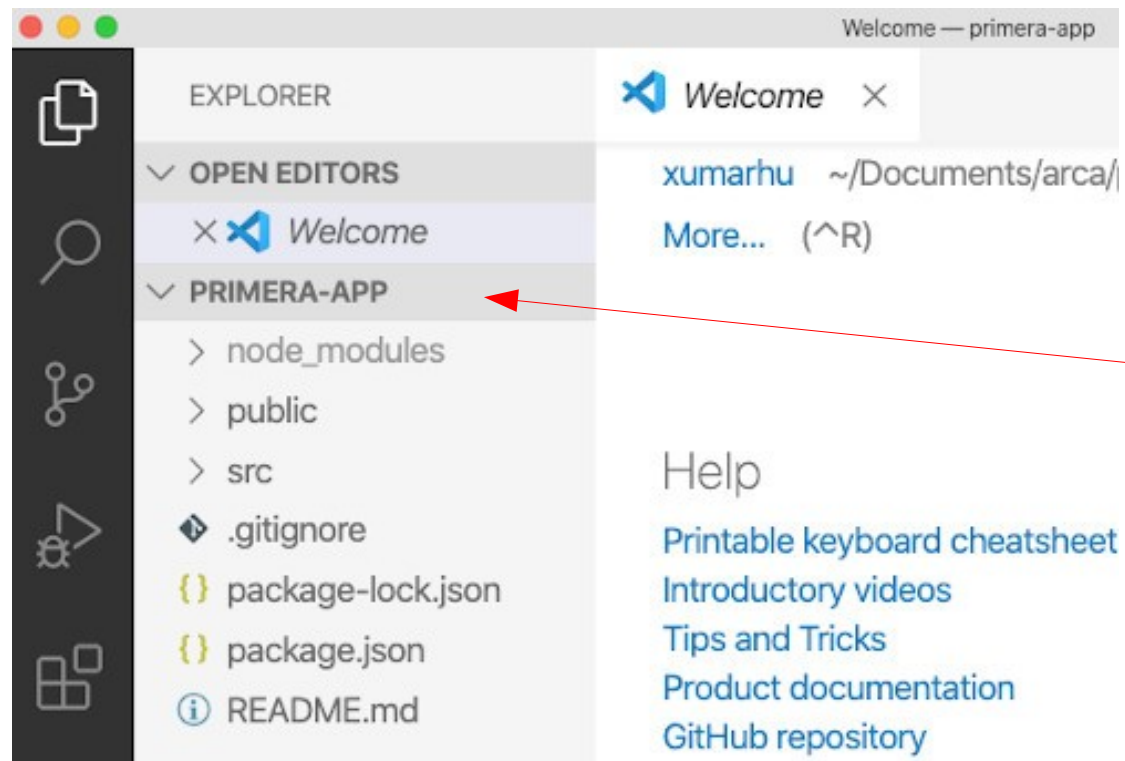 Welcome — primera-app
EXPLORER
OPEN EDITORS
Welcome
PRIMERA-APP
node_modules
public
src
.gitignore
package-lock.json
package.json
README.md
Welcome
xumarhu ~/Documents/arca/
More... (^R)
Help
Printable keyboard cheatsheet
Introductory videos
Tips and Tricks
Product documentation
GitHub repository